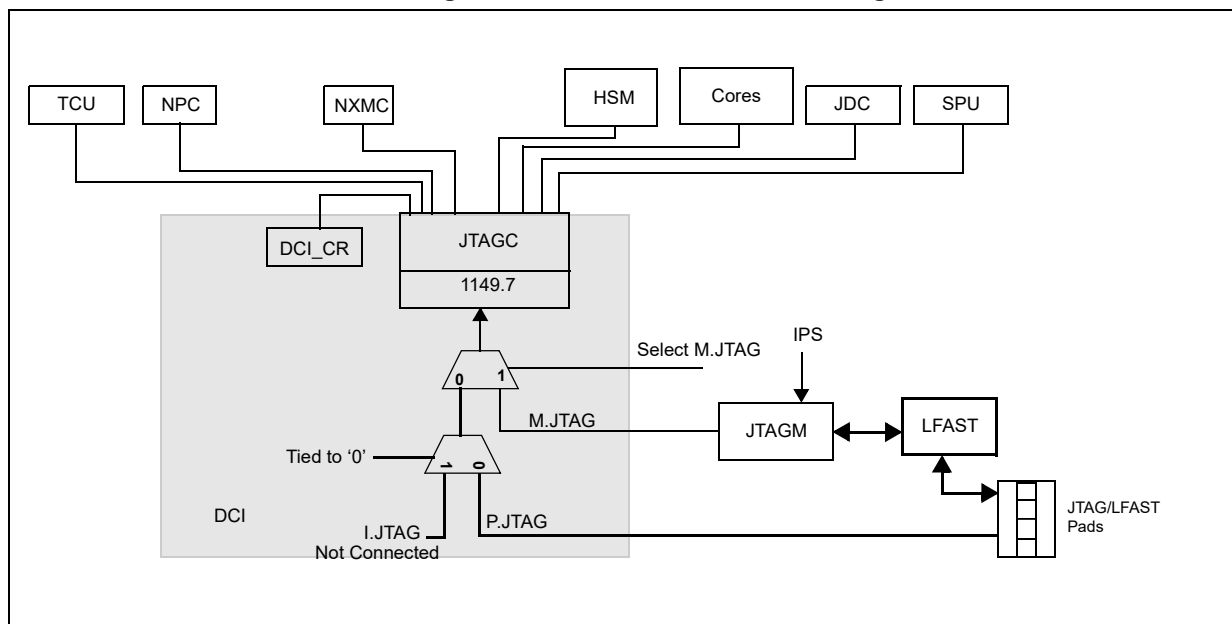 TCU
NPC
NXMC
HSM
Cores
JDC
SPU
DCI_CR
JTAGC
1149.7
Select M.JTAG
IPS
0
1
M.JTAG
JTAGM
LFAST
Tied to ‘0’
1
0
DCI
I.JTAG
Not Connected
P.JTAG
JTAG/LFAST
Pads